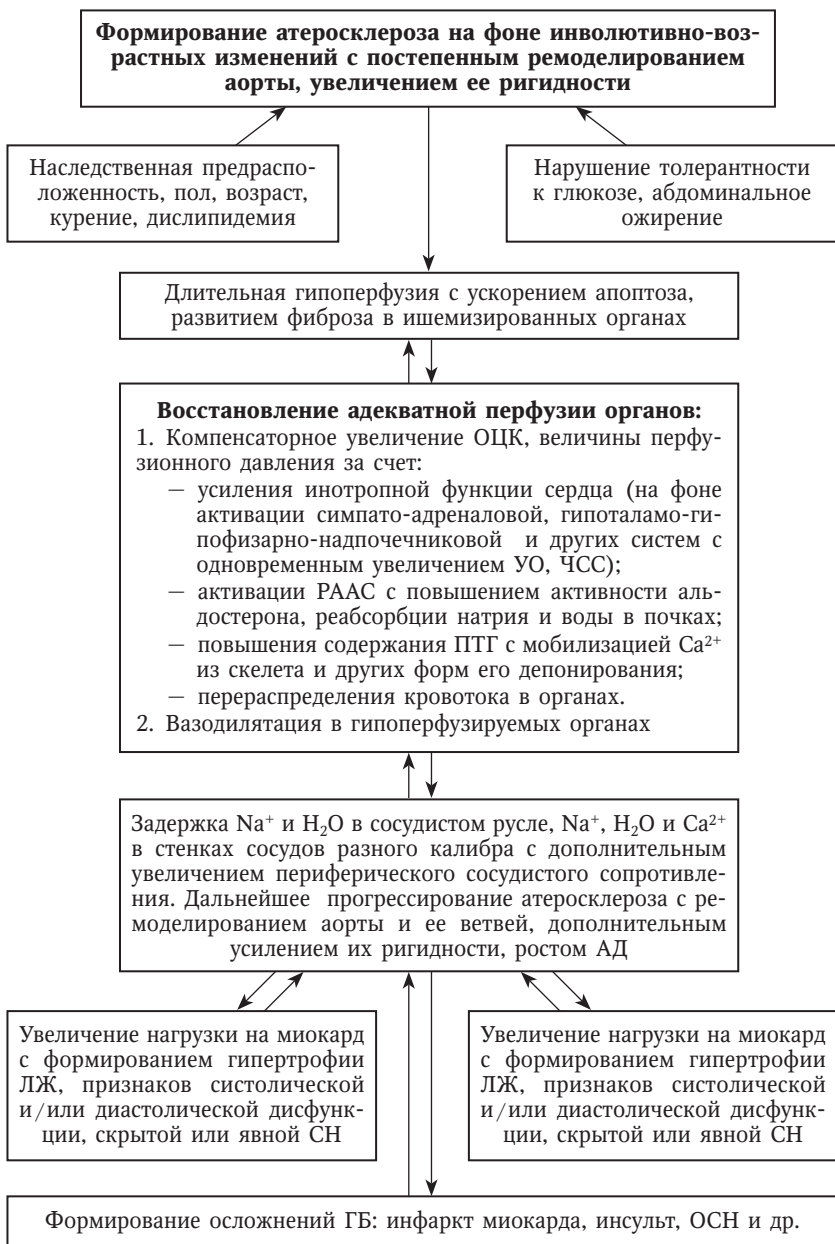 Формирование атеросклероза на фоне инволютивно-воз-
растных изменений с постепенным ремоделированием
аорты, увеличением ее ригидности
Наследственная предраспо-
ложенность, пол, возраст,
курение, дислипидемия
Нарушение толерантности
к глюкозе, абдоминальное
ожирение
Длительная гипоперфузия с ускорением апоптоза,
развитием фиброза в ишемизированных органах
Восстановление адекватной перфузии органов:
1. Компенсаторное увеличение ОЦК, величины перфу-
зионного давления за счет:
— усиления инотропной функции сердца (на фоне
активации симпато-адреналовой, гипоталамо-ги-
пофизарно-надпочечниковой и других систем с
одновременным увеличением УО, ЧСС);
— активации РААС с повышением активности аль-
достерона, реабсорбции натрия и воды в почках;
— повышения содержания ПТГ с мобилизацией Ca²⁺
из скелета и других форм его депонирования;
— перераспределения кровотока в органах.
2. Вазодилятация в гипоперфузируемых органах
Задержка Na⁺ и H₂O в сосудистом русле, Na⁺, H₂O и Ca²⁺
в стенках сосудов разного калибра с дополнительным
увеличением периферического сосудистого сопротивле-
ния. Дальнейшее прогрессирование атеросклероза с ре-
моделированием аорты и ее ветвей, дополнительным
усилением их ригидности, ростом АД
Увеличение нагрузки на миокард
с формированием гипертрофии
ЛЖ, признаков систолической
и/или диастолической дисфунк-
ции, скрытой или явной СН
Увеличение нагрузки на миокард
с формированием гипертрофии
ЛЖ, признаков систолической
и/или диастолической дисфунк-
ции, скрытой или явной СН
Формирование осложнений ГБ: инфаркт миокарда, инсульт, ОСН и др.